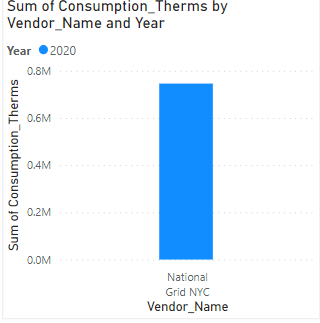 Sum of Consumption_Therms by
Vendor_Name and Year
Year 2020
Sum of Consumption_Therms
0.8M
0.6M
0.4M
0.2M
0.0M
National
Grid NYC
Vendor_Name